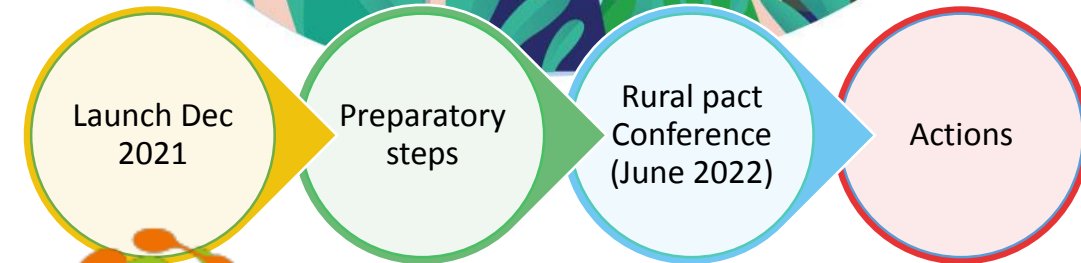 Launch Dec
2021
Preparatory
steps
Rural pact
Conference
(June 2022)
Actions